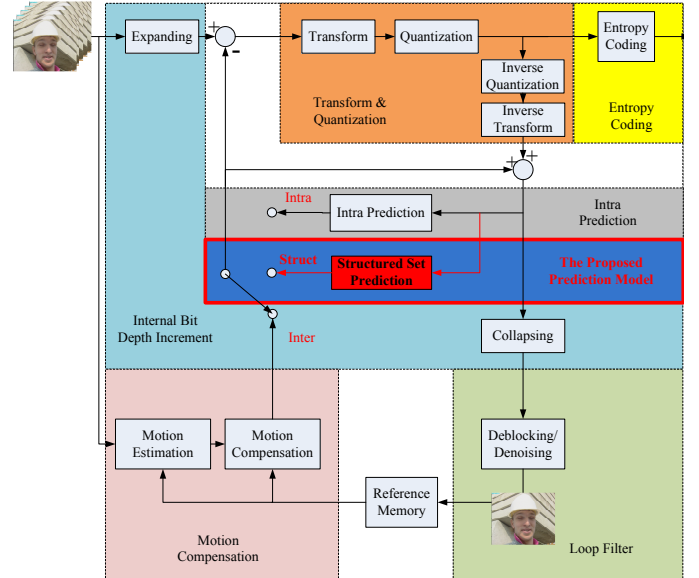 Expanding
+
-
Transform
Quantization
Entropy
Coding
Inverse
Quantization
Inverse
Transform
Transform &
Quantization
Entropy
Coding
+
+
Intra
Intra Prediction
Intra
Prediction
Struct
Structured Set
Prediction
The Proposed
Prediction Model
Internal Bit
Depth Increment
Inter
Collapsing
Motion
Estimation
Motion
Compensation
Deblocking/
Denoising
Reference
Memory
Motion
Compensation
Loop Filter